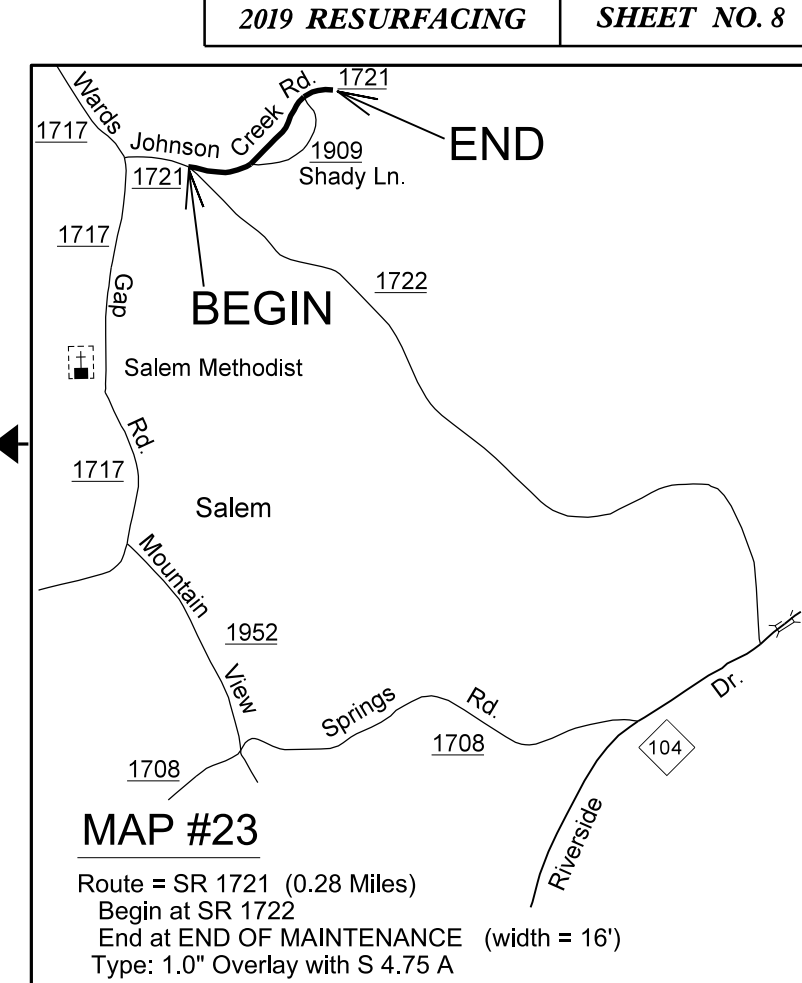 2019 RESURFACING
SHEET NO. 8
1721
Wards
1717
Johnson Creek Rd.
END
1909
1721
Shady Ln.
1717
Gap
1722
BEGIN
Salem Methodist
Rd.
1717
Salem
Mountain
1952
View
Springs Rd.
Dr.
1708
104
1708
Riverside
MAP #23
Route = SR 1721 (0.28 Miles)
Begin at SR 1722
End at END OF MAINTENANCE (width = 16')
Type: 1.0" Overlay with S 4.75 A